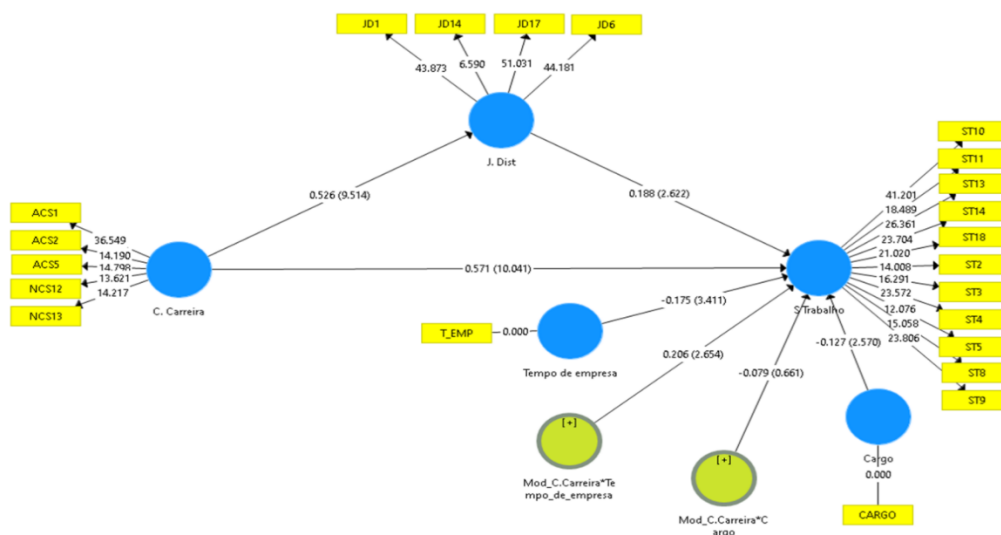 JD1
JD14
JD17
JD6
43.873
6.590
51.031
44.181
J. Dist
0.526 (9.514)
0.188 (2.622)
ACS1
ACS2
ACS5
NCS12
NCS13
36.549
14.190
14.798
13.621
14.217
C. Carreira
0.571 (10.041)
ST10
ST11
ST13
ST14
ST18
ST2
ST3
ST4
ST5
ST8
ST9
41.201
18.489
26.361
23.704
21.020
14.008
16.291
23.572
12.076
15.058
23.806
S Trabalho
-0.175 (3.411)
T_EMP
0.000
Tempo de empresa
0.206 (2.654)
-0.079 (0.661)
-0.127 (2.570)
[+]
Mod_C.Carreira*Te
mpo_de_empresa
[+]
Mod_C.Carreira*C
argo
Cargo
0.000
CARGO